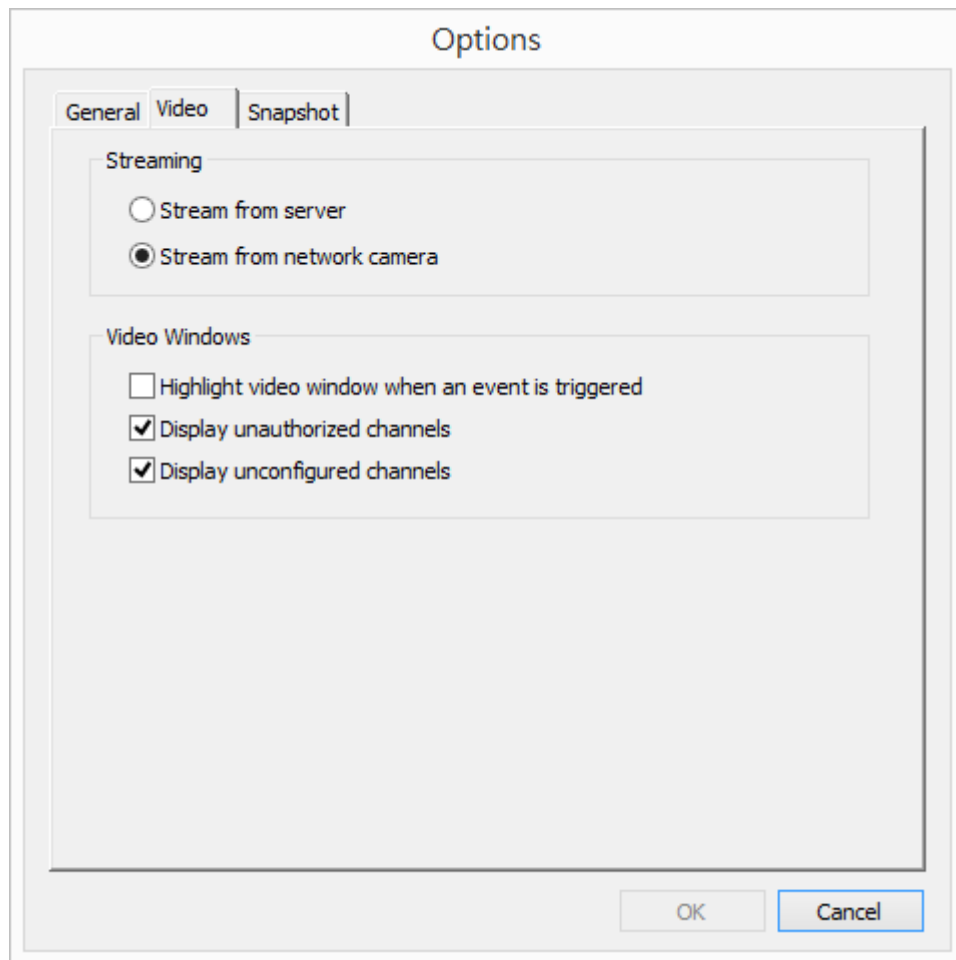 Options
General Video Snapshot
Streaming
Stream from server
Stream from network camera
Video Windows
Highlight video window when an event is triggered
Display unauthorized channels
Display unconfigured channels
OK Cancel